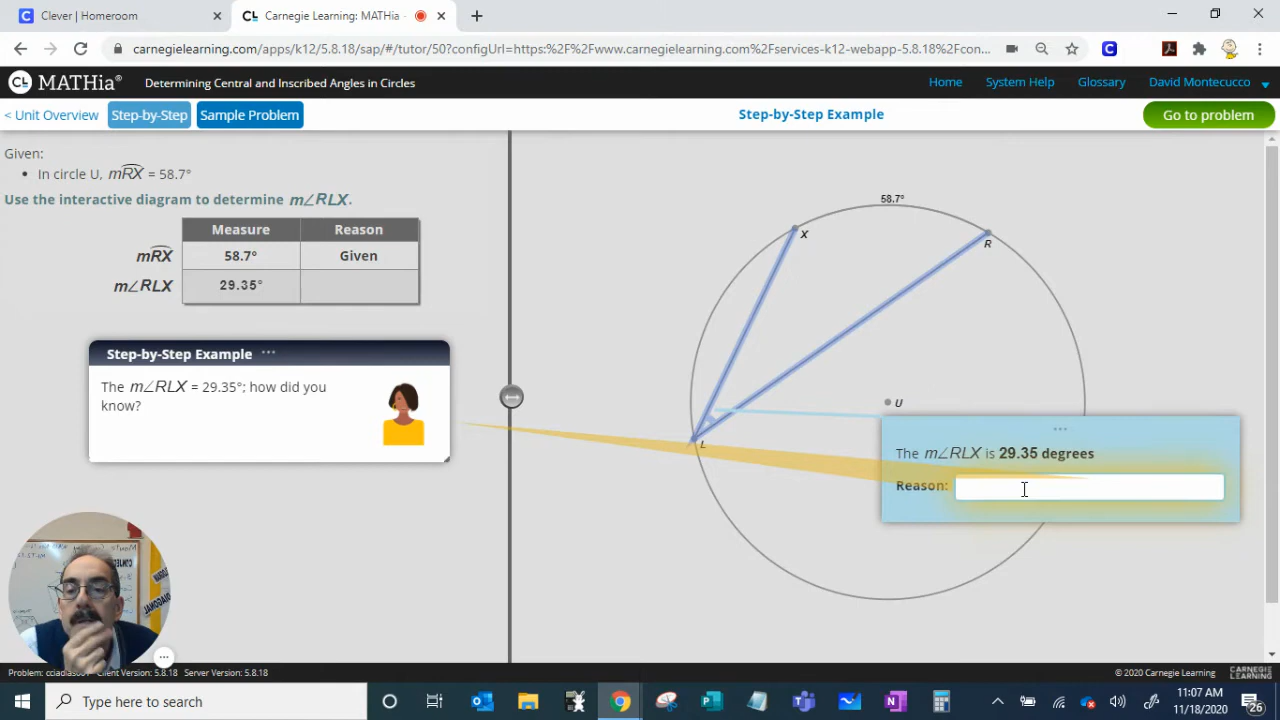 Clever | Homeroom
Carnegie Learning: MATHia -
carnegielearning.com/apps/k12/5.8.18/sap/#/tutor/50?configUrl=https:%2F%2Fwww.carnegielearning.com%2Fservices-k12-webapp-5.8.18%2Fcon...
CL MATHia® Determining Central and Inscribed Angles in Circles
Home System Help Glossary David Montecucco
< Unit Overview Step-by-Step Sample Problem Step-by-Step Example Go to problem
Given:
• In circle U, mRX = 58.7°
Use the interactive diagram to determine m∠RLX.
Measure Reason
mRX 58.7° Given
m∠RLX 29.35°
Step-by-Step Example ...
The m∠RLX = 29.35°; how did you
know?
58.7°
X
R
U
L
...
The m∠RLX is 29.35 degrees
Reason:
Client Version: 5.8.18 Server Version: 5.8.18
© 2020 Carnegie Learning
CARNEGIE
LEARNING
Type here to search
11:07 AM
11/18/2020
26